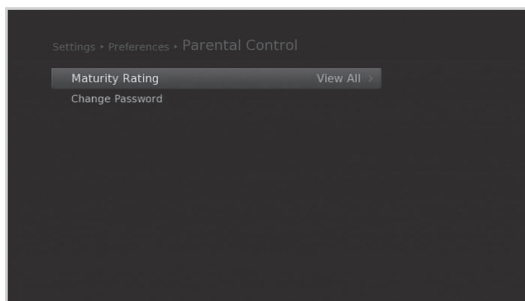 Settings • Preferences • Parental Control
Maturity Rating View All >
Change Password